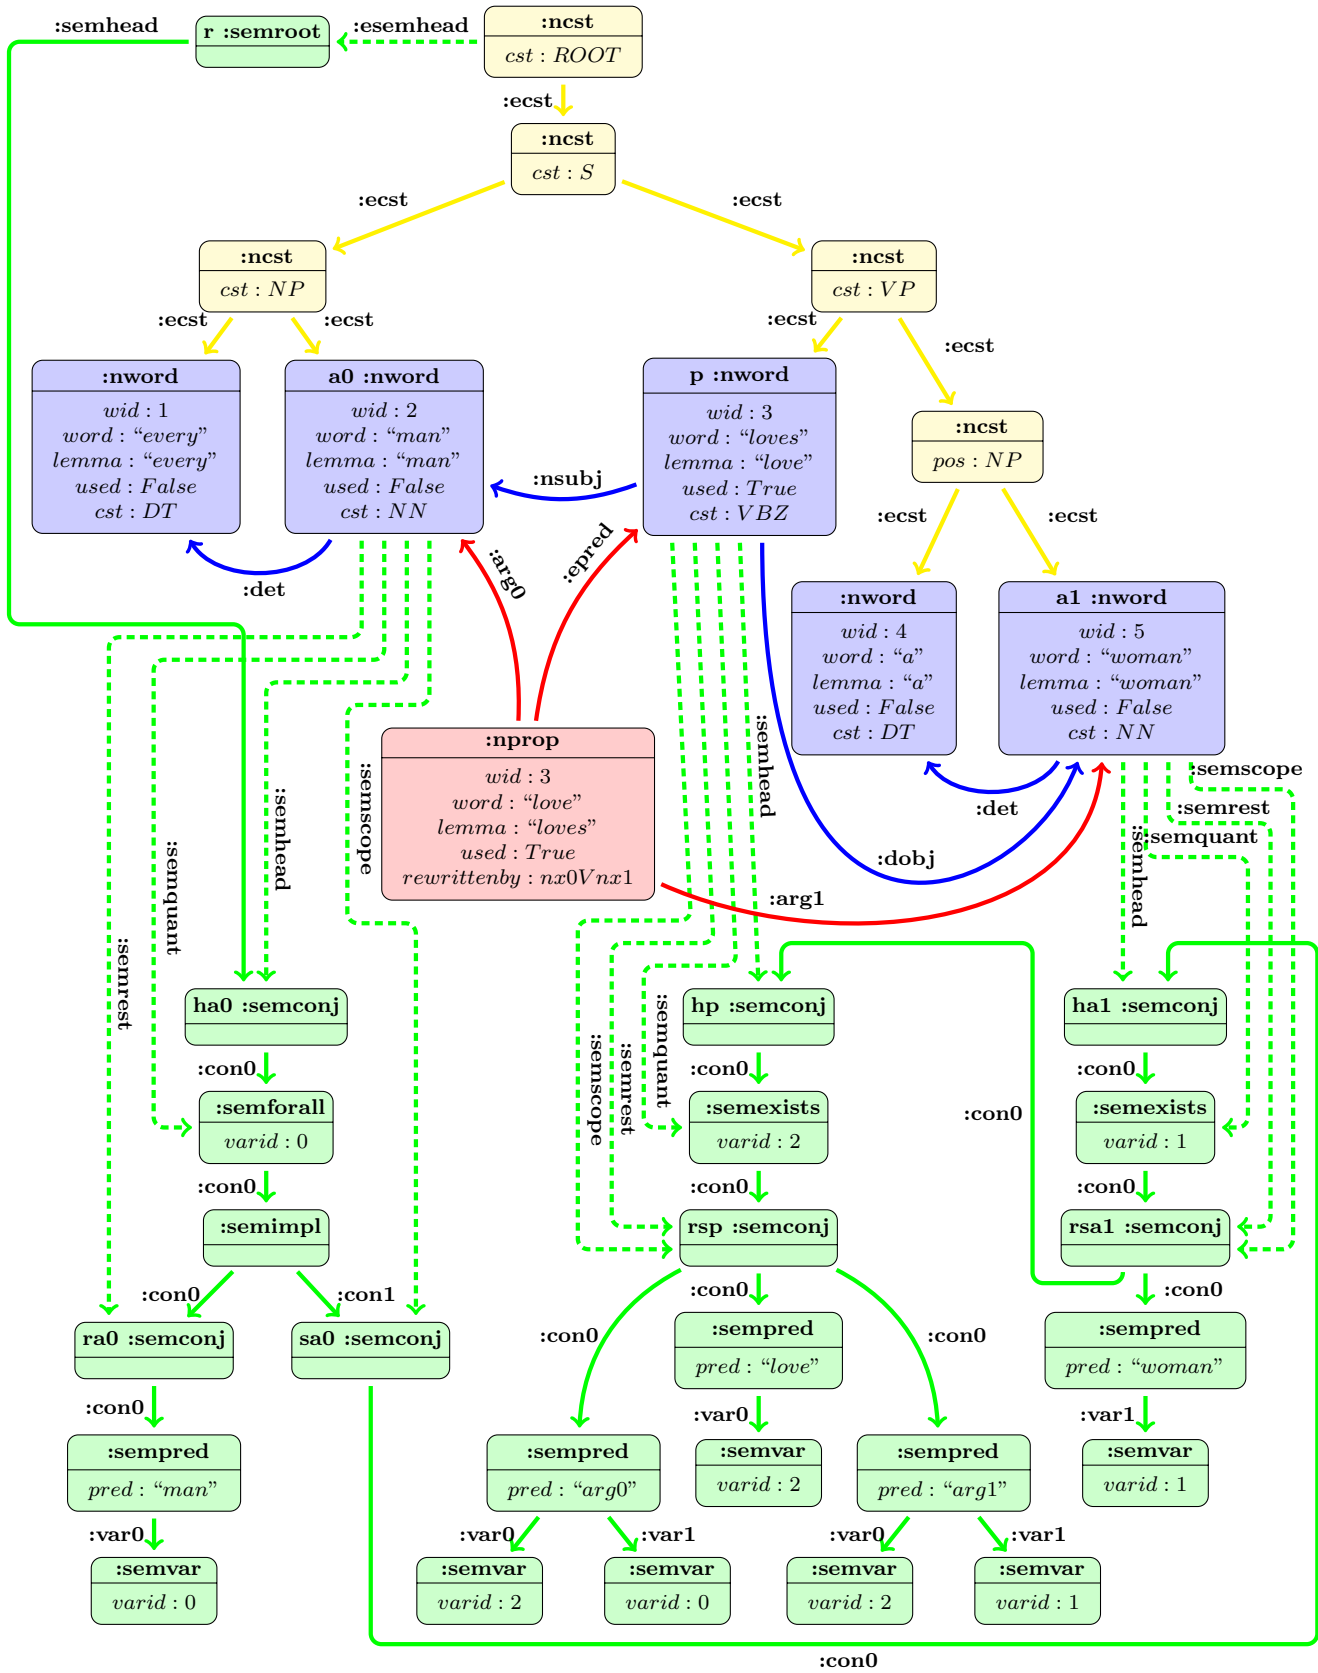 :semhead
:esemhead
r :semroot
:ncst
cst : ROOT
:ecst
:ncst
cst : S
:ecst
:ecst
:ncst
cst : NP
:ncst
cst : VP
:ecst
:ecst
:ecst
:ecst
:nword
wid : 1
word : “every”
lemma : “every”
used : False
cst : DT
a0 :nword
wid : 2
word : “man”
lemma : “man”
used : False
cst : NN
p :nword
wid : 3
word : “loves”
lemma : “love”
used : True
cst : VBZ
:ncst
pos : NP
:nsubj
:ecst
:ecst
:det
:arg0
:epred
:nword
wid : 4
word : “a”
lemma : “a”
used : False
cst : DT
a1 :nword
wid : 5
word : “woman”
lemma : “woman”
used : False
cst : NN
:nprop
wid : 3
word : “love”
lemma : “loves”
used : True
rewrittenby : nx0Vnx1
:semhead
:semscope
:semrest
:semquant
:semhead
:det
:dobj
:arg1
:semrest
:semquant
:semhead
:semscope
ha0 :semconj
hp :semconj
ha1 :semconj
:con0
:con0
:con0
:semscope
:semrest
:semquant
:con0
:semforall
varid : 0
:semexists
varid : 2
:semexists
varid : 1
:con0
:con0
:con0
:semimpl
rsp :semconj
rsa1 :semconj
:con0
:con1
:con0
:con0
:con0
:con0
ra0 :semconj
sa0 :semconj
:sempred
pred : “love”
:sempred
pred : “woman”
:con0
:var0
:var1
:sempred
pred : “man”
:sempred
pred : “arg0”
:semvar
varid : 2
:sempred
pred : “arg1”
:semvar
varid : 1
:var0
:var0
:var1
:var0
:var1
:semvar
varid : 0
:semvar
varid : 2
:semvar
varid : 0
:semvar
varid : 2
:semvar
varid : 1
:con0